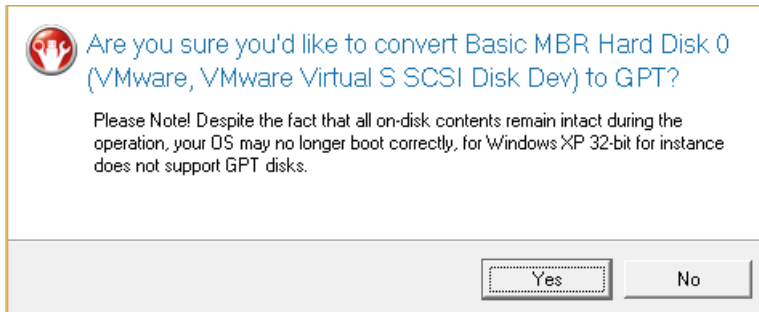 Are you sure you'd like to convert Basic MBR Hard Disk 0
(VMware, VMware Virtual S SCSI Disk Dev) to GPT?
Please Note! Despite the fact that all on-disk contents remain intact during the
operation, your OS may no longer boot correctly, for Windows XP 32-bit for instance
does not support GPT disks.
Yes
No